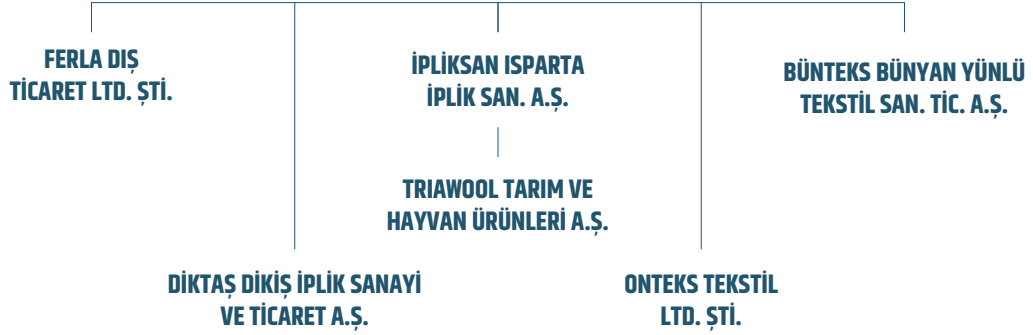 FERLA DIŞ
TİCARET LTD. ŞTİ.
İPLİKSAN ISPARTA
İPLİK SAN. A.Ş.
BÜNTEKS BÜNYAN YÜNLÜ
TEKSTİL SAN. TİC. A.Ş.
TRIAWOOL TARIM VE
HAYVAN ÜRÜNLERİ A.Ş.
DİKTAŞ DİKİŞ İPLİK SANAYİ
VE TİCARET A.Ş.
ONTEKS TEKSTİL
LTD. ŞTİ.